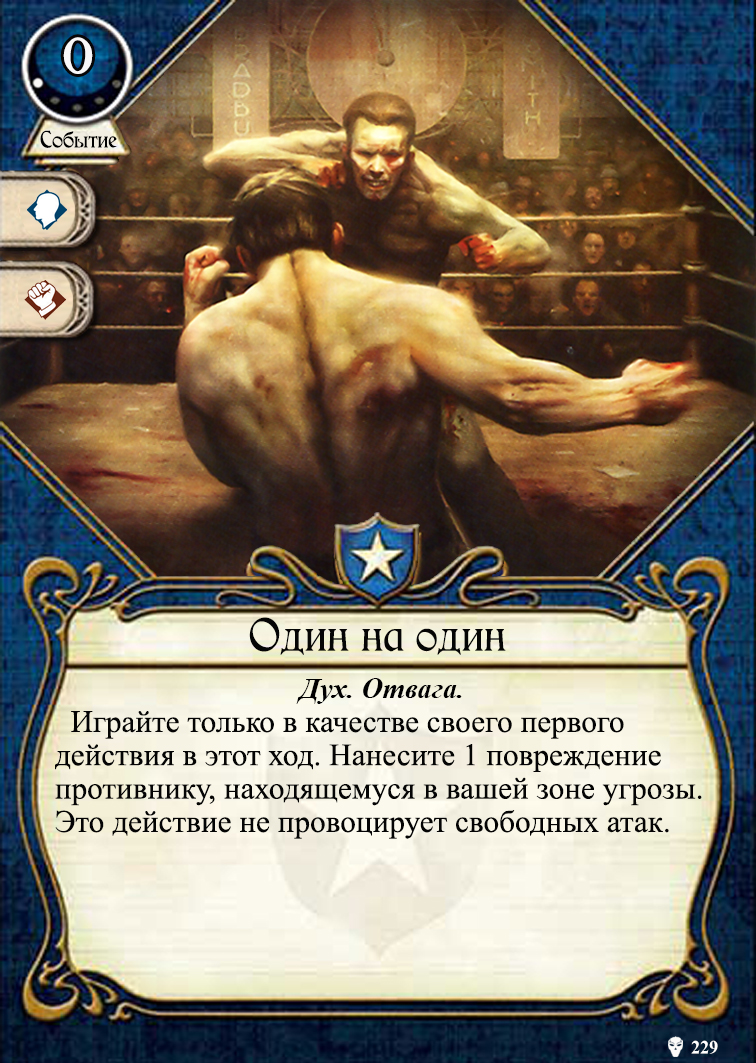 0
Событие
Один на один
Дух. Отвага.
Играйте только в качестве своего первого
действия в этот ход. Нанесите 1 повреждение
противнику, находящемуся в вашей зоне угрозы.
Это действие не провоцирует свободных атак.
229